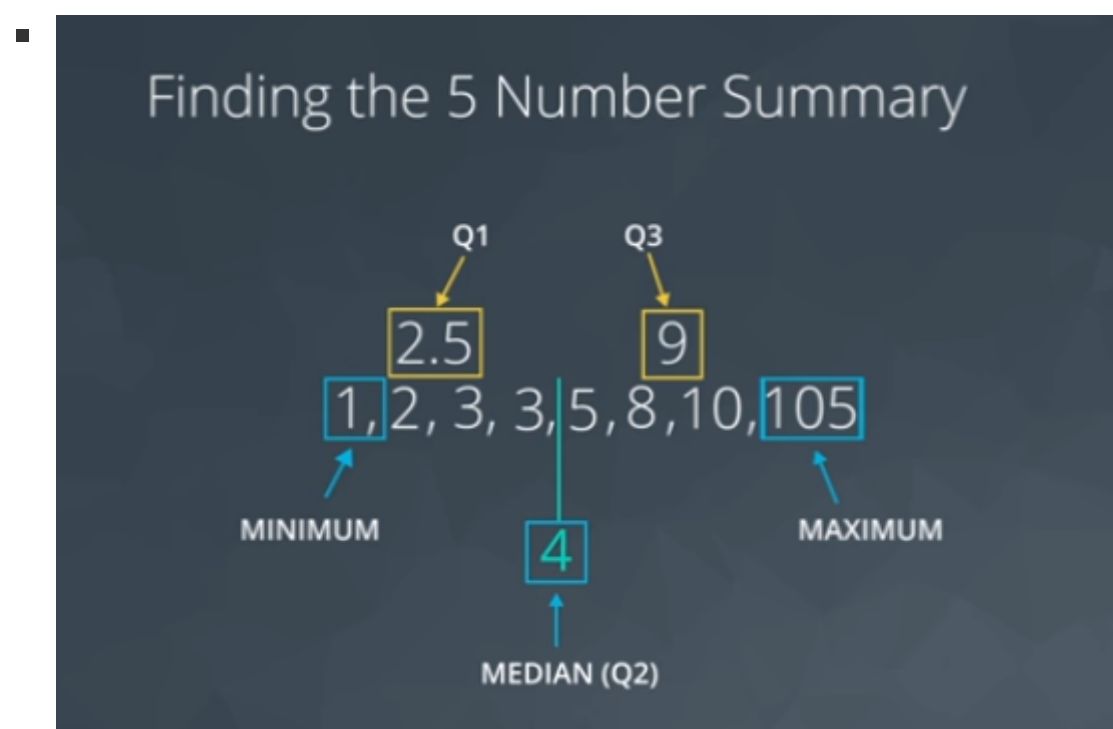 Finding the 5 Number Summary
Q1 Q3
2.5 9
1, 2, 3, 3, 5, 8, 10, 105
MINIMUM MAXIMUM
4
MEDIAN (Q2)